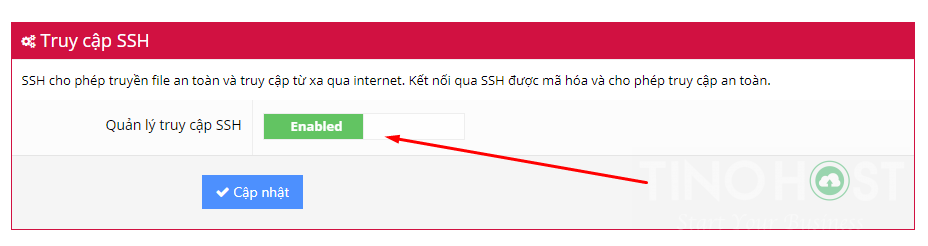 Truy cập SSH
SSH cho phép truyền file an toàn và truy cập từ xa qua internet. Kết nối qua SSH được mã hóa và cho phép truy cập an toàn.
Quản lý truy cập SSH
Enabled
Cập nhật
TINOHOST
Start Your Business